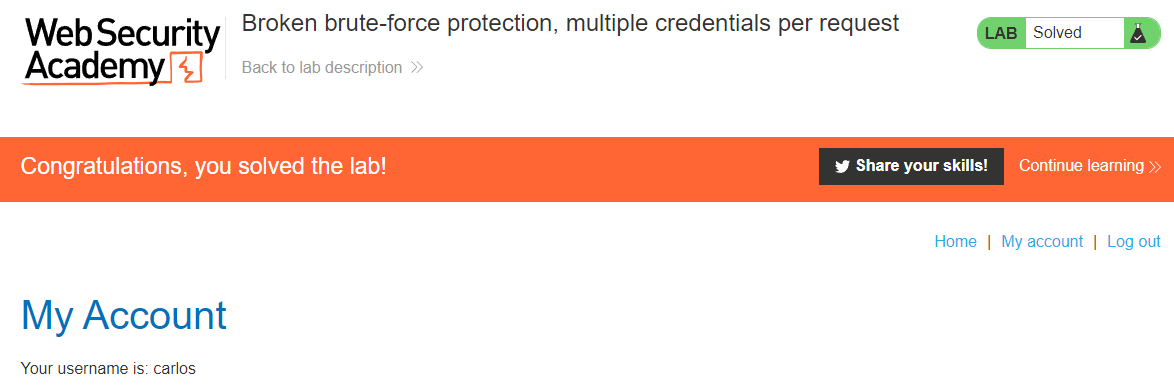 Web Security
Academy
Broken brute-force protection, multiple credentials per request
Back to lab description
LAB Solved
Congratulations, you solved the lab!
Share your skills!
Continue learning
Home | My account | Log out
My Account
Your username is: carlos